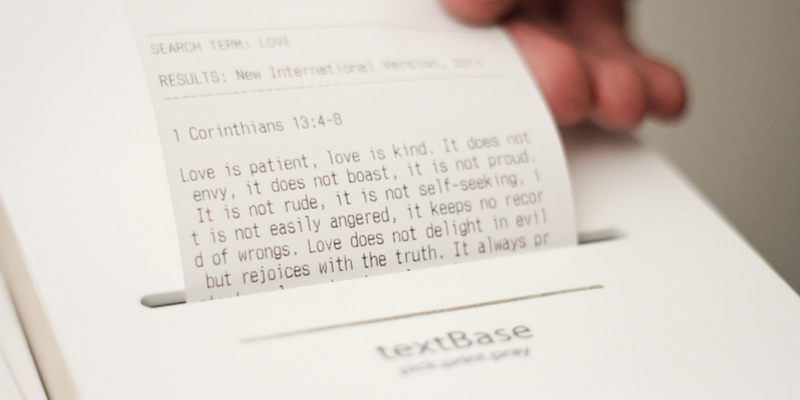 SEARCH TERM: LOVE
RESULTS: New International Version, 2011
1 Corinthians 13:4-8
Love is patient, love is kind. It does not
envy, it does not boast, it is not proud.
It is not rude, it is not self-seeking, i
t is not easily angered, it keeps no recor
d of wrongs. Love does not delight in evil
but rejoices with the truth. It always pr
textBase
pick.print.pray